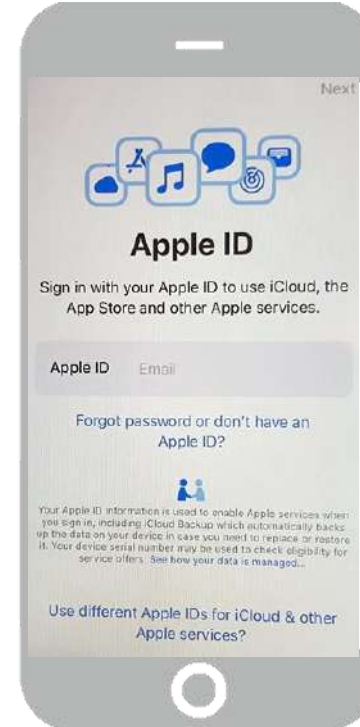 Next
Apple ID
Sign in with your Apple ID to use iCloud, the
App Store and other Apple services.
Apple ID Email
Forgot password or don't have an
Apple ID?
Your Apple ID information is used to enable Apple services when
you sign in, including iCloud Backup which automatically backs
up the data on your device in case you need to replace or restore
it. Your device serial number may be used to check eligibility for
service offers. See how your data is managed...
Use different Apple IDs for iCloud & other
Apple services?